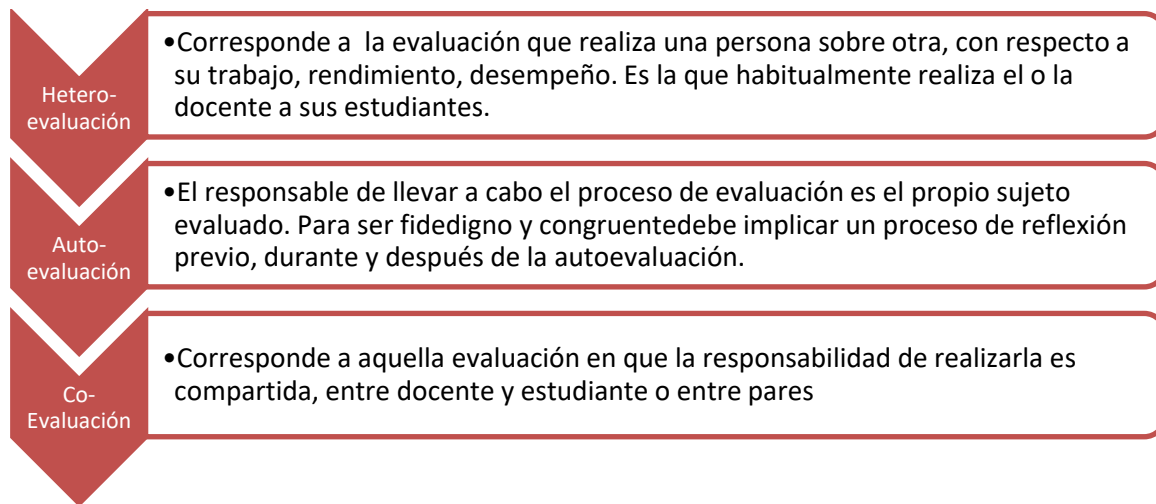 Hetero-
evaluación
•Corresponde a  la evaluación que realiza una persona sobre otra, con respecto a
su trabajo, rendimiento, desempeño. Es la que habitualmente realiza el o la
docente a sus estudiantes.
Auto-
evaluación
•El responsable de llevar a cabo el proceso de evaluación es el propio sujeto
evaluado. Para ser fidedigno y congruentedebe implicar un proceso de reflexión
previo, durante y después de la autoevaluación.
Co-
Evaluación
•Corresponde a aquella evaluación en que la responsabilidad de realizarla es
compartida, entre docente y estudiante o entre pares